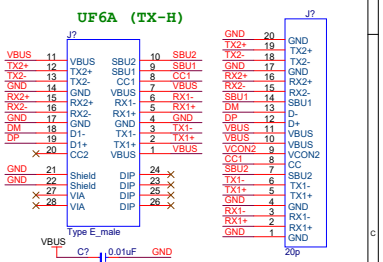 UF6A (TX-H)
J?
VBUS 11 VBUS SBU2 10 SBU2
TX2+ 12 TX2+ SBU1 9 SBU1
TX2- 13 TX2- CC1 8 CC1
GND 14 GND VBUS 7 VBUS
RX2+ 15 RX2+ RX1- 6 RX1-
RX2- 16 RX2- RX1+ 5 RX1+
GND 17 GND GND 4 GND
DM 18 D1- TX1- 3 TX1-
DP 19 D1+ TX1+ 2 TX1+
20 CC2 VBUS 1 VBUS
GND 21 Shield DIP 24
GND 22 Shield DIP 23
27 VIA DIP 25
28 VIA DIP 26
Type E_male
VBUS
C? 0.01uF GND
J?
GND 20 GND
TX2+ 19 TX2+
TX2- 18 TX2-
GND 17 GND
RX2+ 16 RX2+
RX2- 15 RX2-
SBU1 14 SBU1
DM 13 D-
DP 12 D+
VBUS 11 VBUS
VBUS 10 VBUS
VCON2 9 VCON2
CC1 8 CC
SBU2 7 SBU2
TX1- 6 TX1-
TX1+ 5 TX1+
GND 4 GND
RX1- 3 RX1-
RX1+ 2 RX1+
GND 1 GND
20p
C